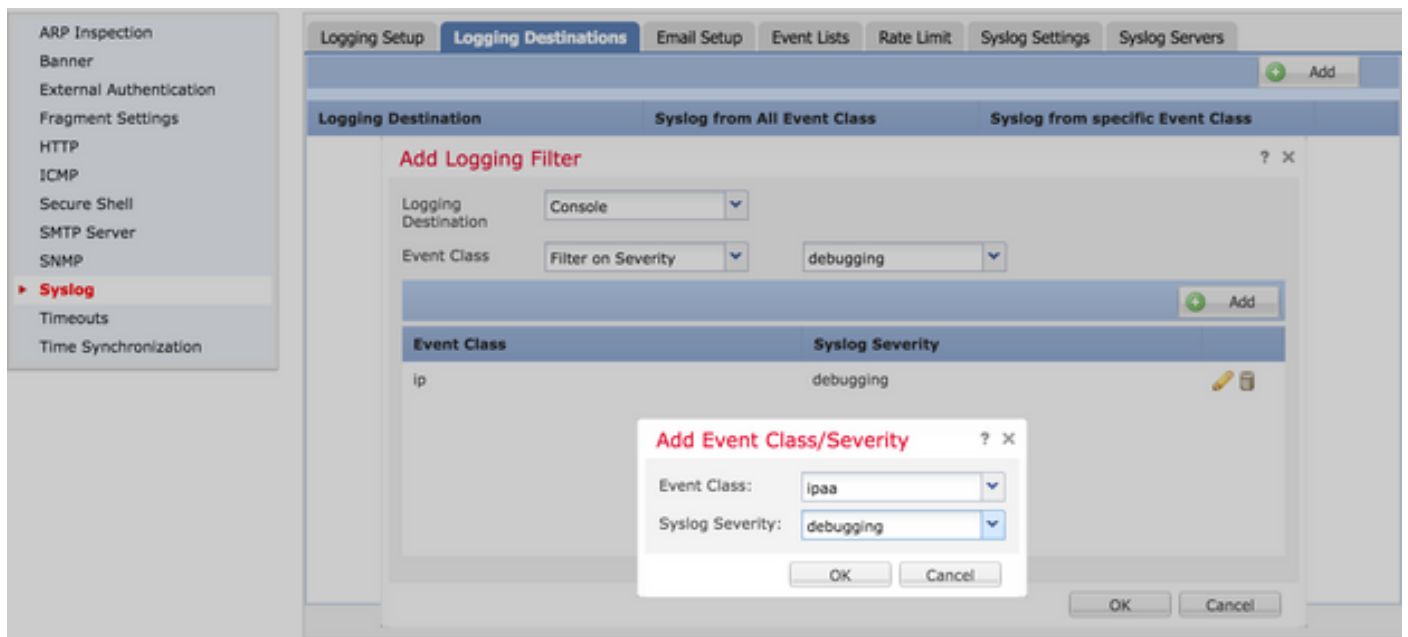 ARP Inspection
Banner
External Authentication
Fragment Settings
HTTP
ICMP
Secure Shell
SMTP Server
SNMP
Syslog
Timeouts
Time Synchronization
Logging Setup Logging Destinations Email Setup Event Lists Rate Limit Syslog Settings Syslog Servers
Add
Logging Destination Syslog from All Event Class Syslog from specific Event Class
Add Logging Filter ? ×
Logging
Destination
Console
Event Class Filter on Severity debugging
Add
Event Class Syslog Severity
ip debugging
Add Event Class/Severity ? ×
Event Class: ipaa
Syslog Severity: debugging
OK Cancel
OK Cancel